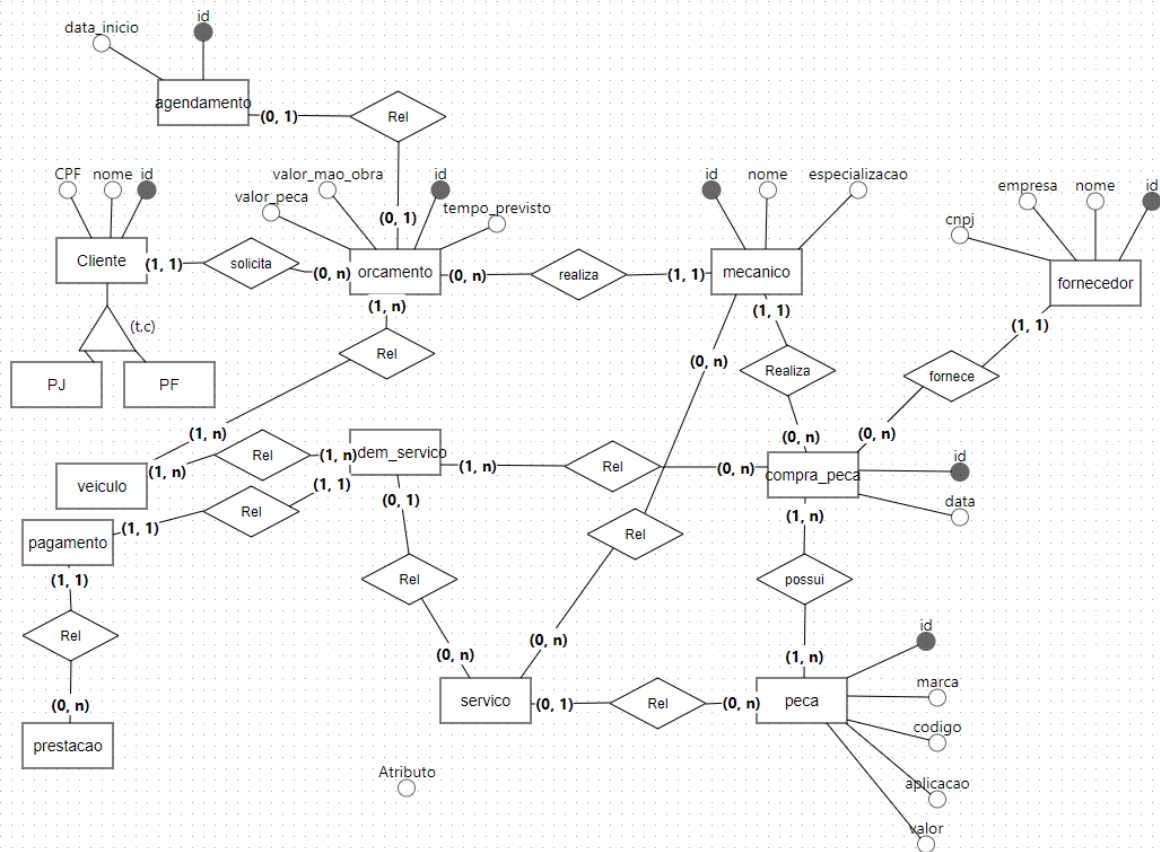 id
data_inicio
agendamento
(0, 1)
Rel
CPF
nome
id
valor_mao_obra
valor_peca
id
tempo_previsto
(0, 1)
id
nome
especializacao
empresa
nome
id
cnpj
Cliente
(1, 1)
solicita
(0, n)
orcamento
(0, n)
realiza
(1, 1)
mecanico
fornecedor
(1, n)
(1, 1)
(1, 1)
(t,c)
Rel
(0, n)
PJ
PF
Realiza
fornece
(1, n)
(0, n)
(0, n)
veiculo
(1, n)
Rel
(1, n)
dem_servico
(1, n)
Rel
(0, n)
compra_peca
id
data
(1, 1)
(0, 1)
(1, n)
pagamento
(1, 1)
Rel
Rel
(1, 1)
Rel
possui
Rel
(0, n)
(0, n)
(1, n)
id
(0, n)
prestacao
servico
(0, 1)
Rel
(0, n)
peca
marca
codigo
aplicacao
valor
Atributo